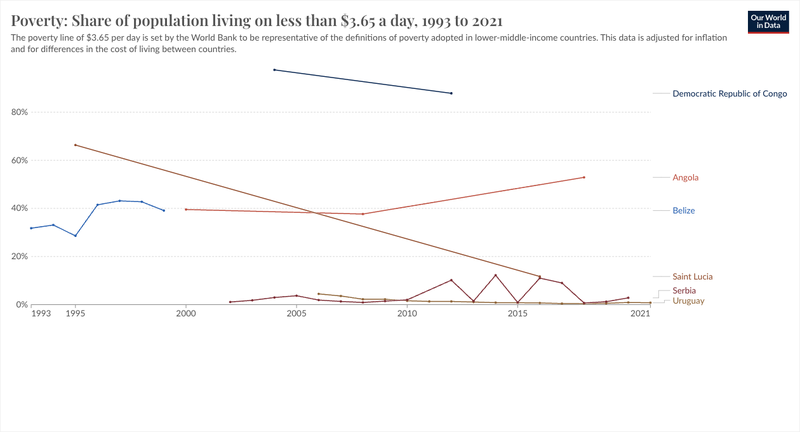 Poverty: Share of population living on less than $3.65 a day, 1993 to 2021
Our World
in Data
The poverty line of $3.65 per day is set by the World Bank to be representative of the definitions of poverty adopted in lower-middle-income countries. This data is adjusted for inflation
and for differences in the cost of living between countries.
Democratic Republic of Congo
80%
60%
Angola
40%
Belize
20%
Saint Lucia
Serbia
Uruguay
0%
1993 1995 2000 2005 2010 2015 2021